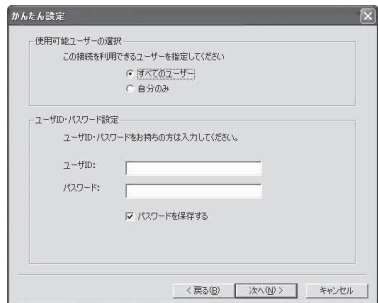 かんたん設定
使用可能ユーザーの選択
この接続を利用できるユーザーを指定してください
すべてのユーザー
自分のみ
ユーザID・パスワード設定
ユーザID・パスワードをお持ちの方は入力してください。
ユーザID:
パスワード:
パスワードを保存する
< 戻る(B)
次へ(N) >
キャンセル